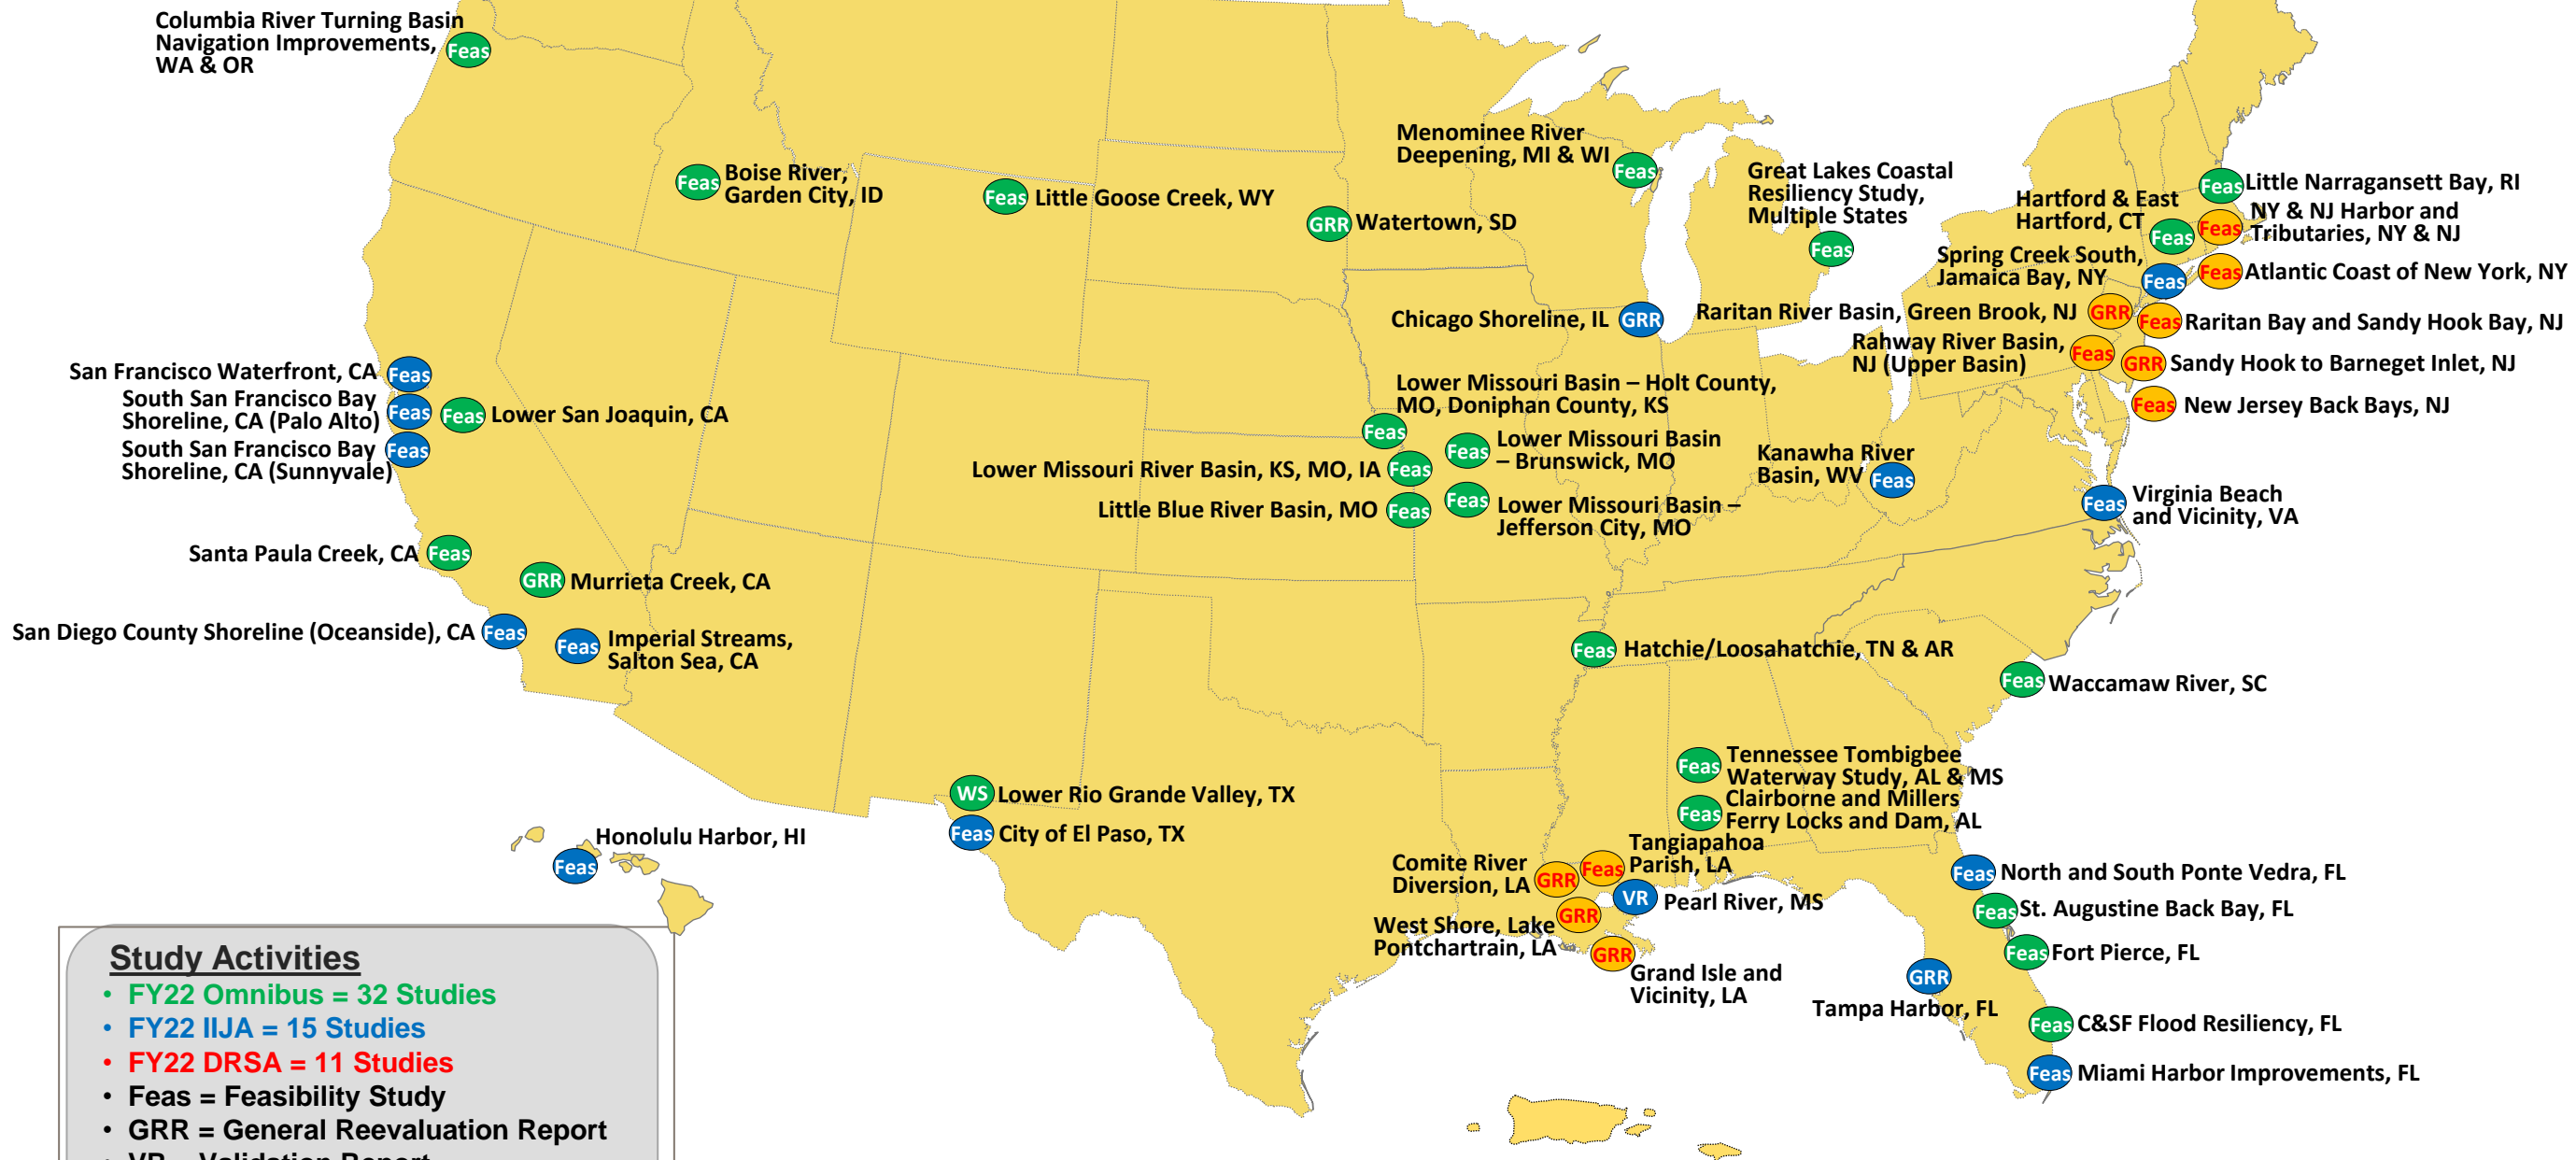 Columbia River Turning Basin
Navigation Improvements,
WA & OR
Feas
Feas
Boise River,
Garden City, ID
Feas
Little Goose Creek, WY
GRR
Watertown, SD
Menominee River
Deepening, MI & WI
Feas
Great Lakes Coastal
Resiliency Study,
Multiple States
Feas
Feas
Little Narragansett Bay, RI
Hartford & East
Hartford, CT
Feas
Feas
NY & NJ Harbor and
Tributaries, NY & NJ
Spring Creek South,
Jamaica Bay, NY
Feas
Feas
Atlantic Coast of New York, NY
Chicago Shoreline, IL
GRR
Raritan River Basin, Green Brook, NJ
GRR
Feas
Raritan Bay and Sandy Hook Bay, NJ
Rahway River Basin,
NJ (Upper Basin)
Feas
GRR
Sandy Hook to Barneget Inlet, NJ
Feas
New Jersey Back Bays, NJ
San Francisco Waterfront, CA
Feas
South San Francisco Bay
Shoreline, CA (Palo Alto)
Feas
Feas
Lower San Joaquin, CA
South San Francisco Bay
Shoreline, CA (Sunnyvale)
Feas
Lower Missouri Basin – Holt County,
MO, Doniphan County, KS
Feas
Feas
Lower Missouri Basin
– Brunswick, MO
Lower Missouri River Basin, KS, MO, IA
Feas
Little Blue River Basin, MO
Feas
Feas
Lower Missouri Basin –
Jefferson City, MO
Kanawha River
Basin, WV
Feas
Feas
Virginia Beach
and Vicinity, VA
Santa Paula Creek, CA
Feas
GRR
Murrieta Creek, CA
San Diego County Shoreline (Oceanside), CA
Feas
Feas
Imperial Streams,
Salton Sea, CA
Feas
Hatchie/Loosahatchie, TN & AR
Feas
Waccamaw River, SC
Feas
Tennessee Tombigbee
Waterway Study, AL & MS
Feas
Clairborne and Millers
Ferry Locks and Dam, AL
WS
Lower Rio Grande Valley, TX
Feas
City of El Paso, TX
Honolulu Harbor, HI
Feas
Comite River
Diversion, LA
GRR
Feas
Tangiapahoa
Parish, LA
VR
Pearl River, MS
West Shore, Lake
Pontchartrain, LA
GRR
GRR
Grand Isle and
Vicinity, LA
Feas
North and South Ponte Vedra, FL
Feas
St. Augustine Back Bay, FL
Feas
Fort Pierce, FL
GRR
Tampa Harbor, FL
Feas
C&SF Flood Resiliency, FL
Feas
Miami Harbor Improvements, FL
Study Activities
• FY22 Omnibus = 32 Studies
• FY22 IIJA = 15 Studies
• FY22 DRSA = 11 Studies
• Feas = Feasibility Study
• GRR = General Reevaluation Report
• VR = Validation Report